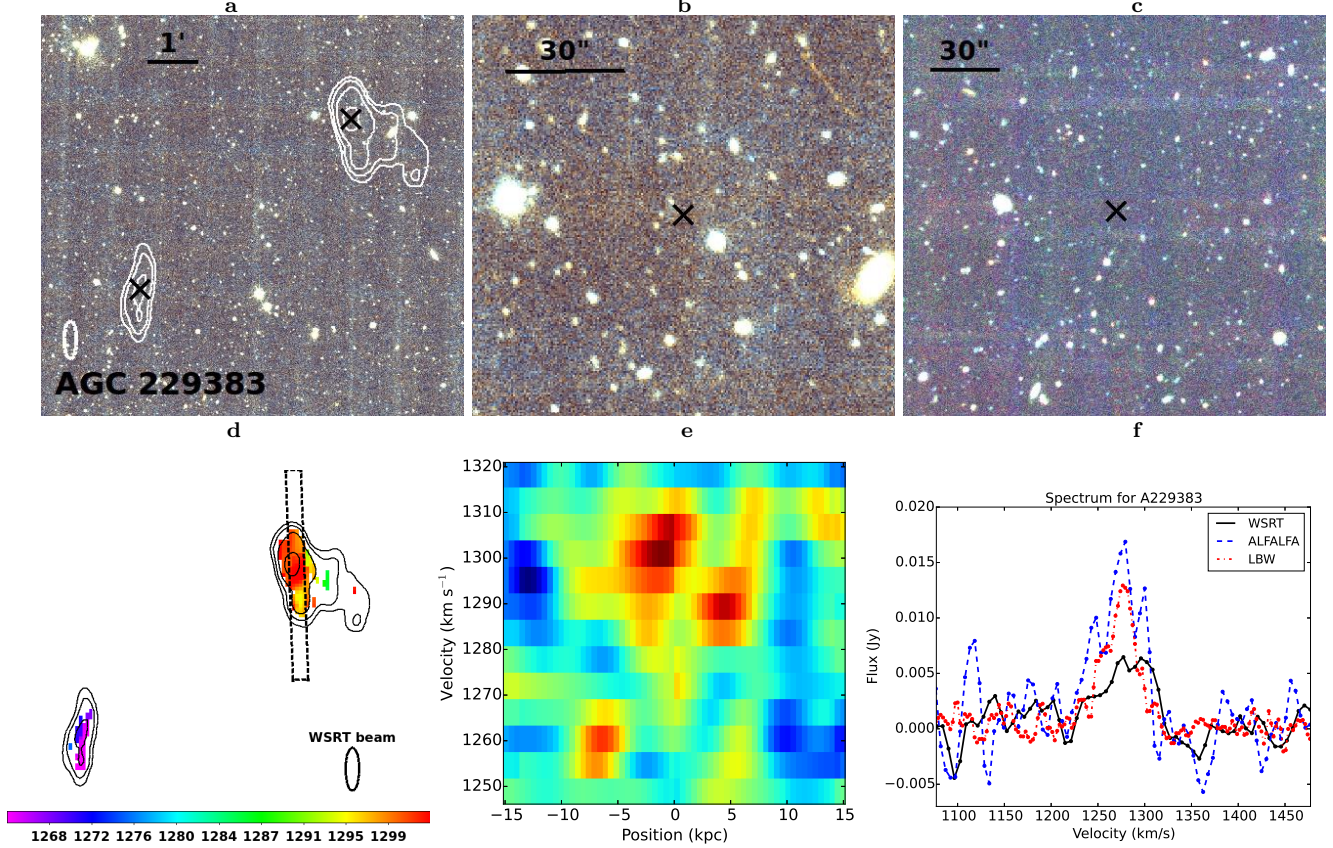 a
b
c
1'
30"
30"
AGC 229383
d
e
f
WSRT beam
1268 1272 1276 1280 1284 1287 1291 1295 1299
1320
1310
1300
1290
1280
1270
1260
1250
Velocity (km s⁻¹)
−15 −10 −5 0 5 10 15
Position (kpc)
Spectrum for A229383
WSRT
ALFALFA
LBW
0.020
0.015
0.010
0.005
0.000
−0.005
Flux (Jy)
1100 1150 1200 1250 1300 1350 1400 1450
Velocity (km/s)